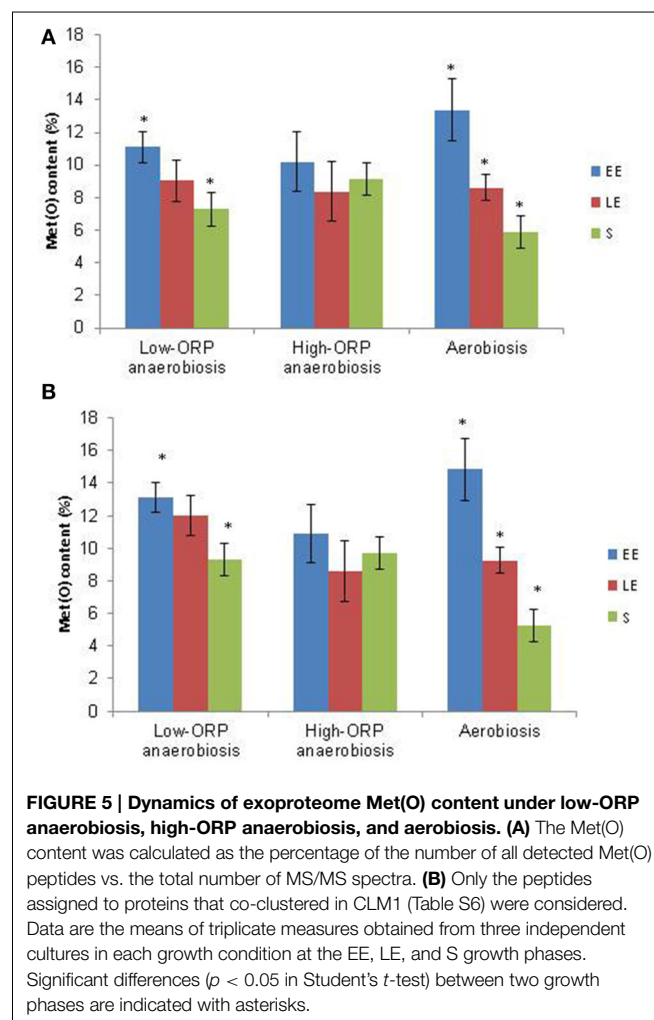 A
18
16
14
12
10
8
6
4
2
0
Met(O) content (%)
*
*
*
*
*
EE
LE
S
Low-ORP anaerobiosis
High-ORP anaerobiosis
Aerobiosis
B
18
16
14
12
10
8
6
4
2
0
Met(O) content (%)
*
*
*
*
*
EE
LE
S
Low-ORP anaerobiosis
High-ORP anaerobiosis
Aerobiosis
FIGURE 5 | Dynamics of exoproteome Met(O) content under low-ORP
anaerobiosis, high-ORP anaerobiosis, and aerobiosis. (A) The Met(O)
content was calculated as the percentage of the number of all detected Met(O)
peptides vs. the total number of MS/MS spectra. (B) Only the peptides
assigned to proteins that co-clustered in CLM1 (Table S6) were considered.
Data are the means of triplicate measures obtained from three independent
cultures in each growth condition at the EE, LE, and S growth phases.
Significant differences (p < 0.05 in Student's t-test) between two growth
phases are indicated with asterisks.